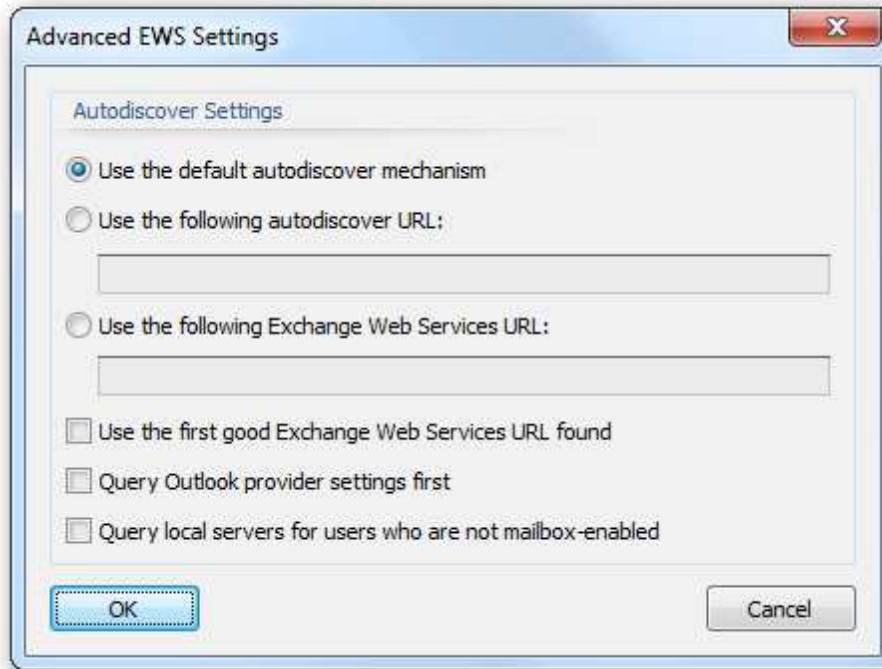 Advanced EWS Settings
Autodiscover Settings
Use the default autodiscover mechanism
Use the following autodiscover URL:
Use the following Exchange Web Services URL:
Use the first good Exchange Web Services URL found
Query Outlook provider settings first
Query local servers for users who are not mailbox-enabled
OK
Cancel